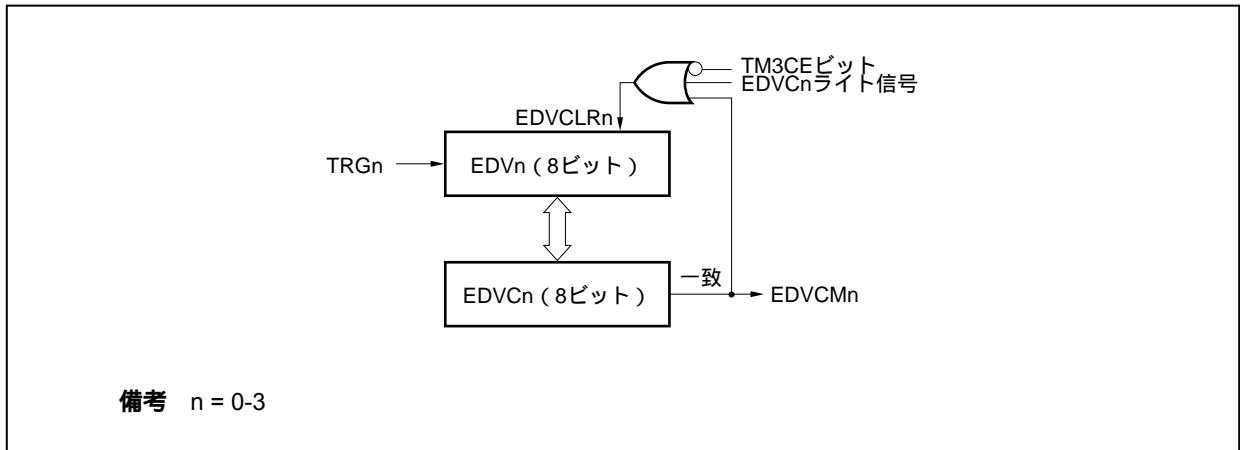 TM3CEビット
EDVCnライト信号
EDVCLRn
TRGn
EDVn（8ビット）
EDVCn（8ビット）
一致
EDVCMn
備考 n = 0-3